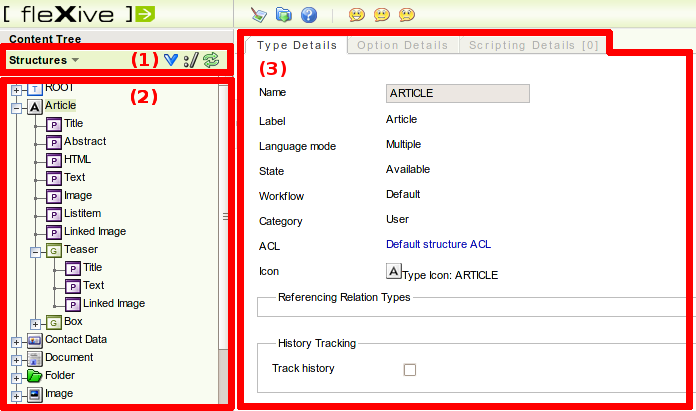 [ fleXive ]
Content Tree
Structures (1) :/
(2)
ROOT
A Article
P Title
P Abstract
P HTML
P Text
P Image
P Listitem
P Linked Image
G Teaser
P Title
P Text
P Linked Image
G Box
Contact Data
Document
Folder
Image
Type Details Option Details Scripting Details [0]
(3)
Name ARTICLE
Label Article
Language mode Multiple
State Available
Workflow Default
Category User
ACL Default structure ACL
Icon A Type Icon: ARTICLE
Referencing Relation Types
History Tracking
Track history